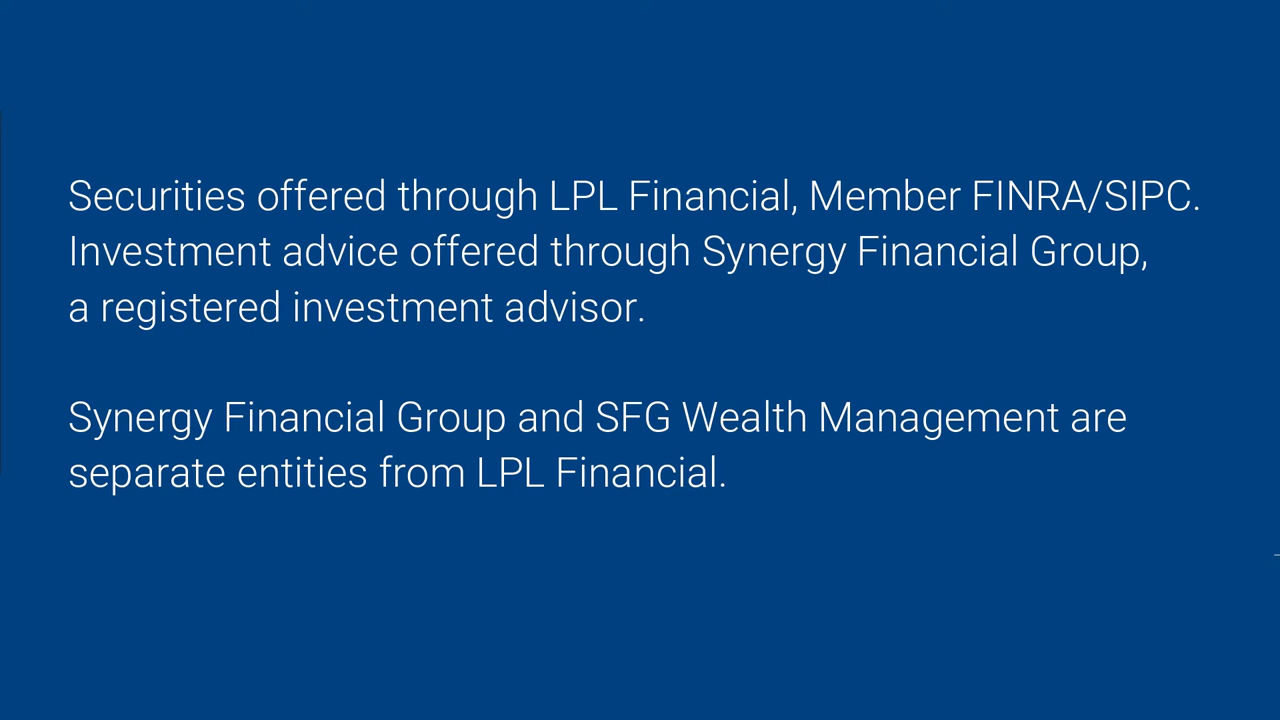 Securities offered through LPL Financial, Member FINRA/SIPC.
Investment advice offered through Synergy Financial Group,
a registered investment advisor.
Synergy Financial Group and SFG Wealth Management are
separate entities from LPL Financial.